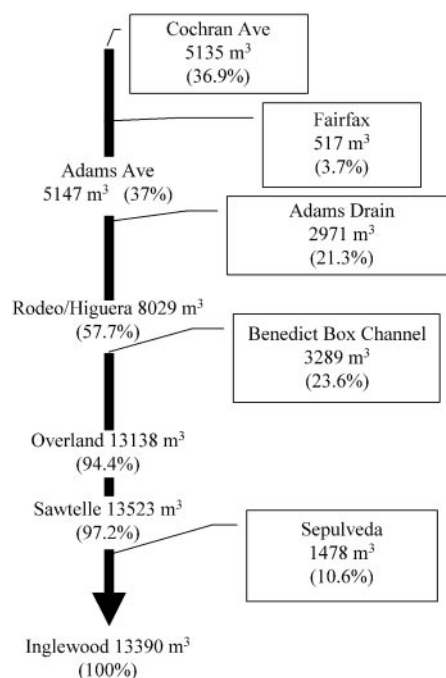 Cochran Ave
5135 m³
(36.9%)
Fairfax
517 m³
(3.7%)
Adams Ave
5147 m³ (37%)
Adams Drain
2971 m³
(21.3%)
Rodeo/Higuera 8029 m³
(57.7%)
Benedict Box Channel
3289 m³
(23.6%)
Overland 13138 m³
(94.4%)
Sawtelle 13523 m³
(97.2%)
Sepulveda
1478 m³
(10.6%)
Inglewood 13390 m³
(100%)